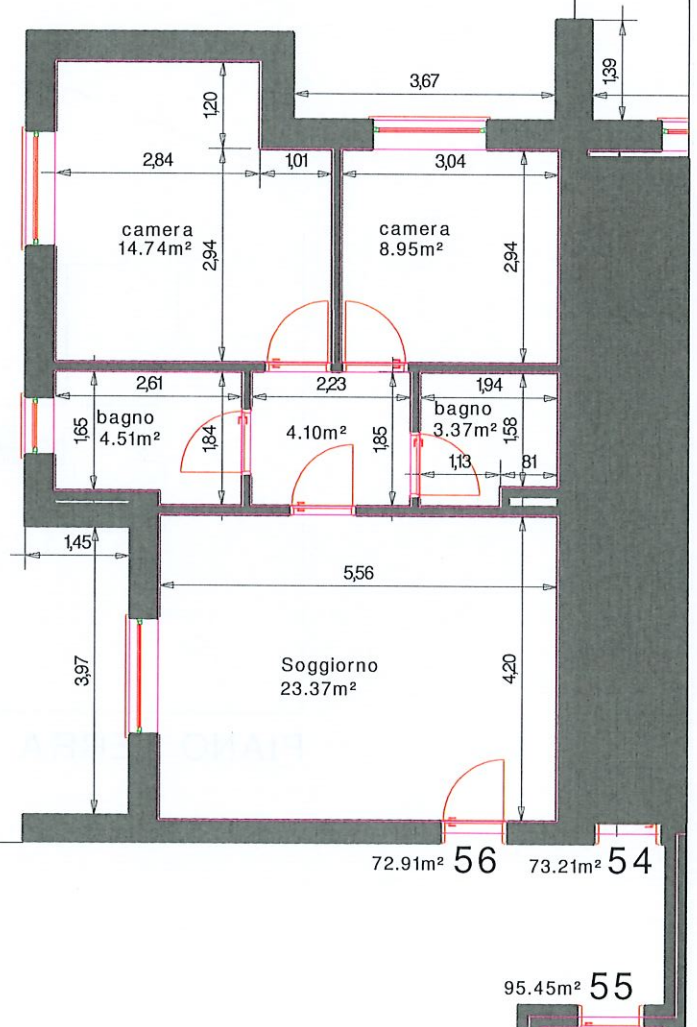 1,39
3,67
1,20
2,84
1,01
3,04
camera
14.74m²
camera
8.95m²
2,94
2,94
2,61
2,23
1,94
bagno
4.51m²
1,65
1,84
4.10m²
1,85
bagno
3.37m²
1,58
1,13
81
1,45
5,56
3,97
Soggiorno
23.37m²
4,20
72.91m² 56
73.21m² 54
95.45m² 55
PIANO TERRA